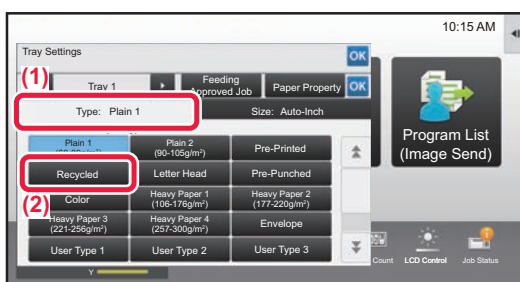 10:15 AM
Tray Settings
OK
(1)
Tray 1
Feeding
Approved Job
Paper Property
OK
Type: Plain 1
Size: Auto-Inch
Plain 1
Plain 2
(90-105g/m²)
Pre-Printed
Recycled
Letter Head
Pre-Punched
(2)
Color
Heavy Paper 1
(106-176g/m²)
Heavy Paper 2
(177-220g/m²)
Heavy Paper 3
(221-256g/m²)
Heavy Paper 4
(257-300g/m²)
Envelope
User Type 1
User Type 2
User Type 3
Program List
(Image Send)
Count
LCD Control
Job Status
Y